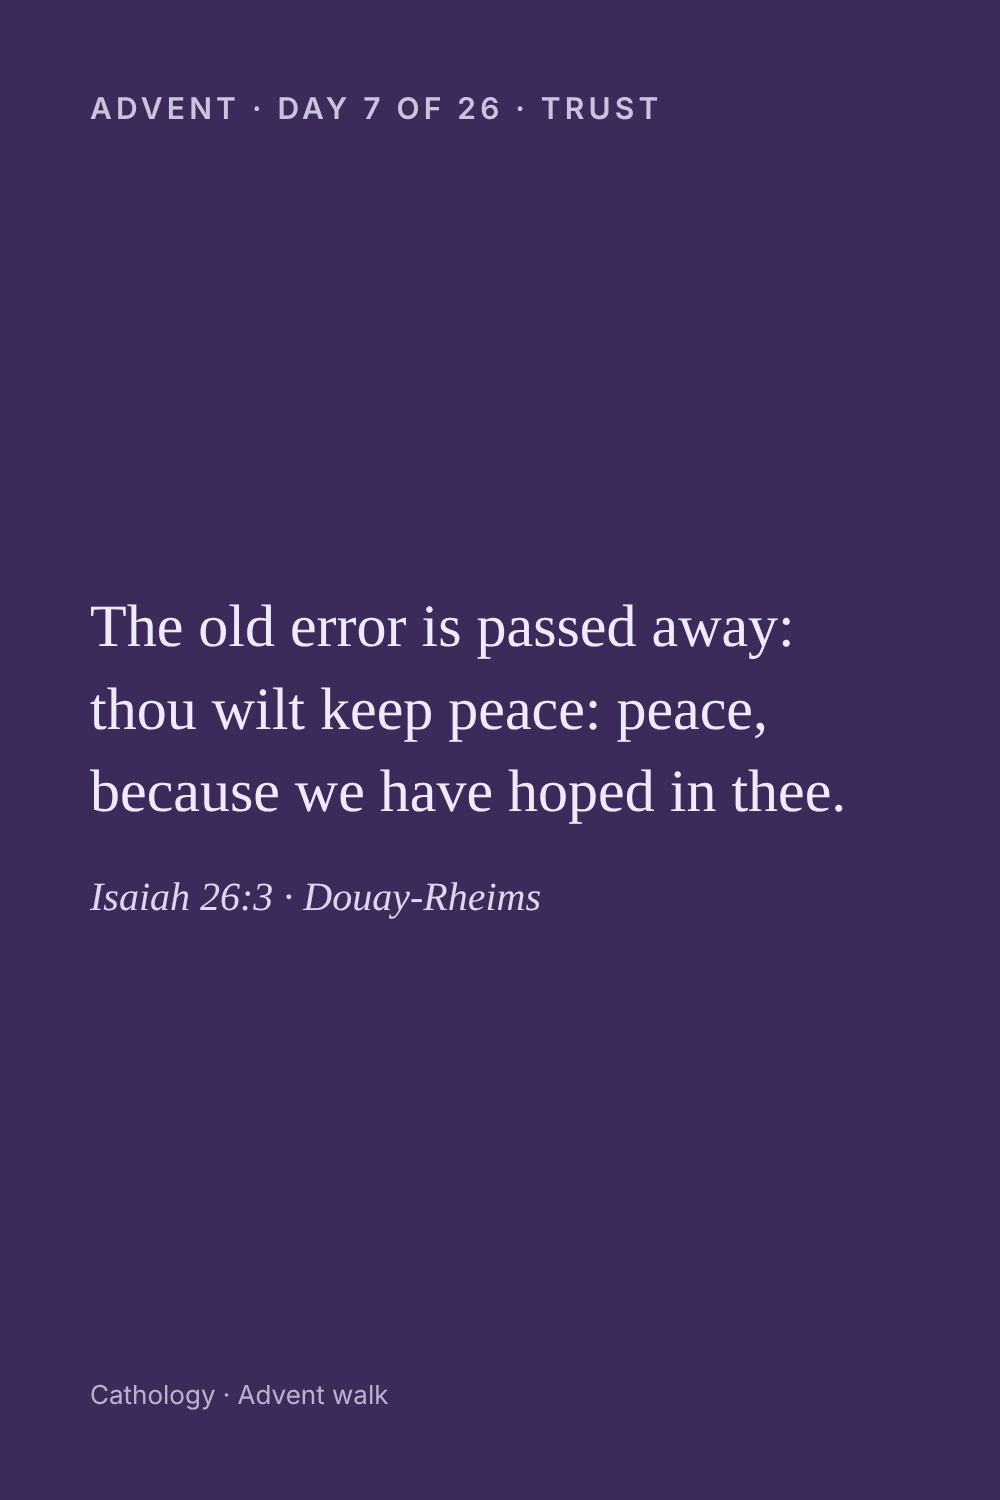 ADVENT · DAY 7 OF 26 · TRUST
The old error is passed away:
thou wilt keep peace: peace,
because we have hoped in thee.
Isaiah 26:3 · Douay-Rheims
Cathology · Advent walk